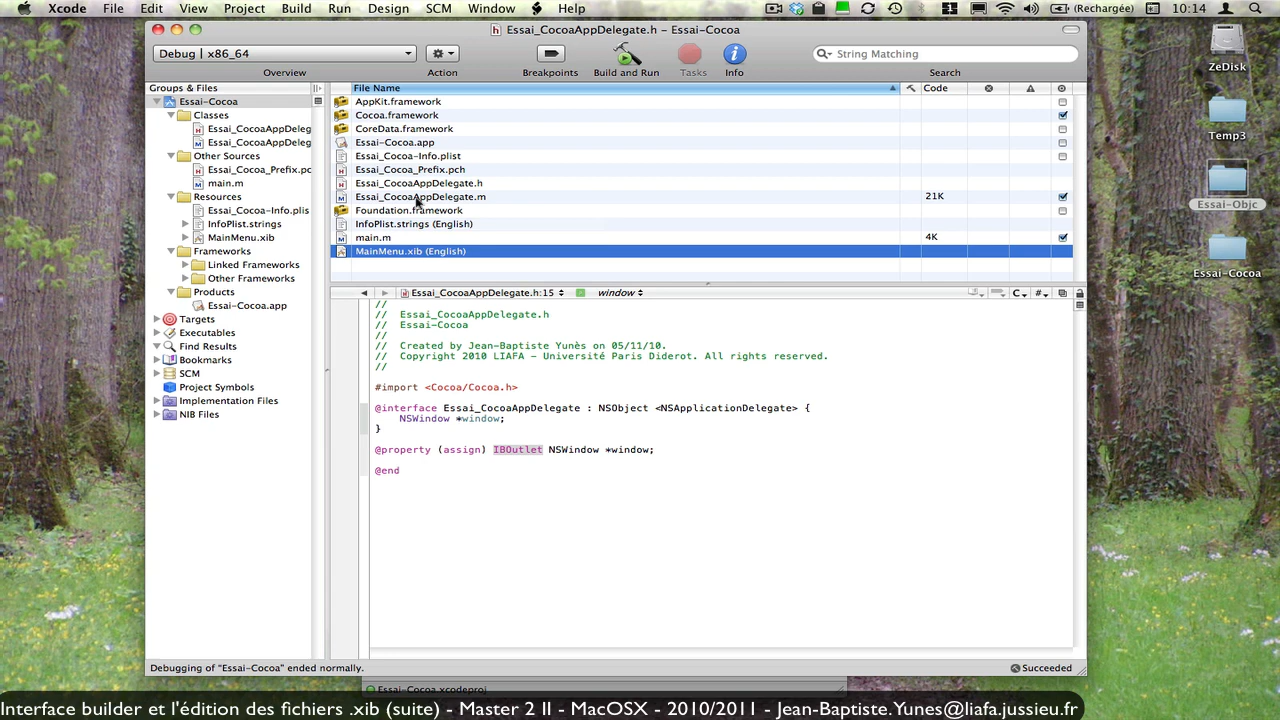 Xcode File Edit View Project Build Run Design SCM Window Help (Rechargée) 10:14
Essai_CocoaAppDelegate.h - Essai-Cocoa
Debug | x86_64
String Matching
Overview Action Breakpoints Build and Run Tasks Info Search
Groups & Files
Essai-Cocoa
Classes
Essai_CocoaAppDeleg
Essai_CocoaAppDeleg
Other Sources
Essai_Cocoa_Prefix.pc
main.m
Resources
Essai_Cocoa-Info.plis
InfoPlist.strings
MainMenu.xib
Frameworks
Linked Frameworks
Other Frameworks
Products
Essai-Cocoa.app
Targets
Executables
Find Results
Bookmarks
SCM
Project Symbols
Implementation Files
NIB Files
File Name Code
AppKit.framework
Cocoa.framework
CoreData.framework
Essai-Cocoa.app
Essai_Cocoa-Info.plist
Essai_Cocoa_Prefix.pch
Essai_CocoaAppDelegate.h
Essai_CocoaAppDelegate.m 21K
Foundation.framework
InfoPlist.strings (English)
main.m 4K
MainMenu.xib (English)
Essai_CocoaAppDelegate.h:15 window C #
//
// Essai_CocoaAppDelegate.h
// Essai-Cocoa
//
// Created by Jean-Baptiste Yunès on 05/11/10.
// Copyright 2010 LIAFA - Université Paris Diderot. All rights reserved.
//
#import <Cocoa/Cocoa.h>
@interface Essai_CocoaAppDelegate : NSObject <NSApplicationDelegate> {
NSWindow *window;
}
@property (assign) IBOutlet NSWindow *window;
@end
Debugging of "Essai-Cocoa" ended normally.
Succeeded
ZeDisk
Temp3
Essai-Objc
Essai-Cocoa
Essai-Cocoa.xcodeproj
Interface builder et l'édition des fichiers .xib (suite) - Master 2 II - MacOSX - 2010/2011 - Jean-Baptiste.Yunes@liafa.jussieu.fr